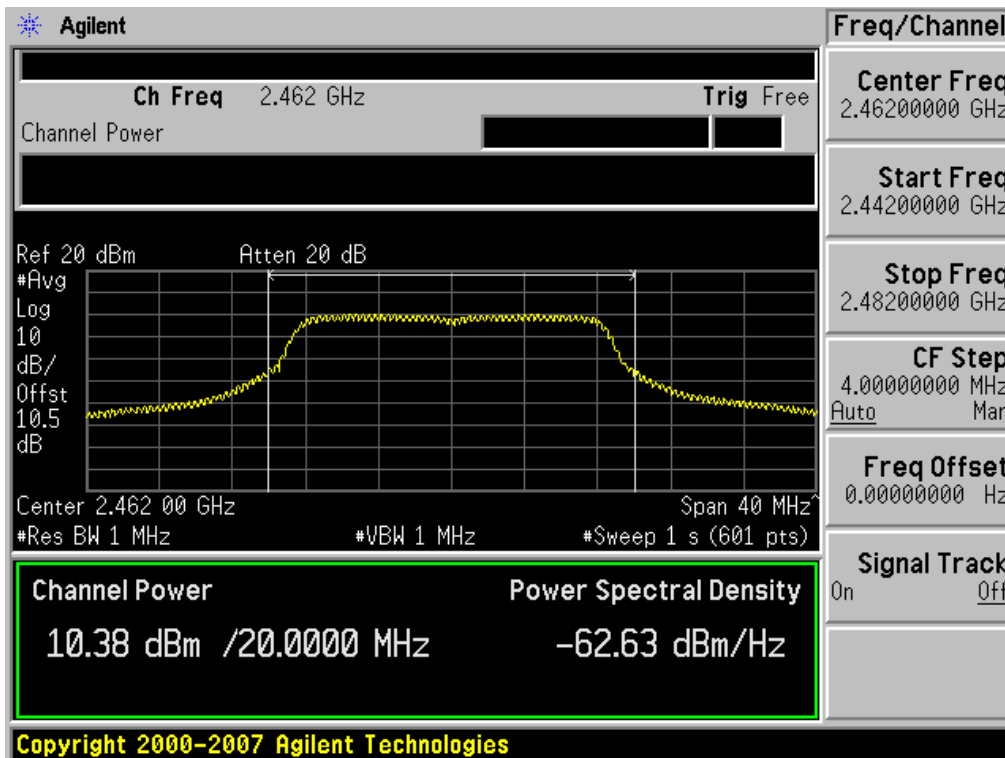 Agilent
Freq/Channel
Ch Freq 2.462 GHz Trig Free
Channel Power
Center Freq
2.46200000 GHz
Start Freq
2.44200000 GHz
Stop Freq
2.48200000 GHz
CF Step
4.00000000 MHz
Auto Man
Freq Offset
0.00000000 Hz
Signal Track
On Off
Ref 20 dBm Atten 20 dB
#Avg
Log
10
dB/
Offst
10.5
dB
Center 2.462 00 GHz Span 40 MHz^
#Res BW 1 MHz #VBW 1 MHz #Sweep 1 s (601 pts)
Channel Power Power Spectral Density
10.38 dBm /20.0000 MHz -62.63 dBm/Hz
Copyright 2000-2007 Agilent Technologies